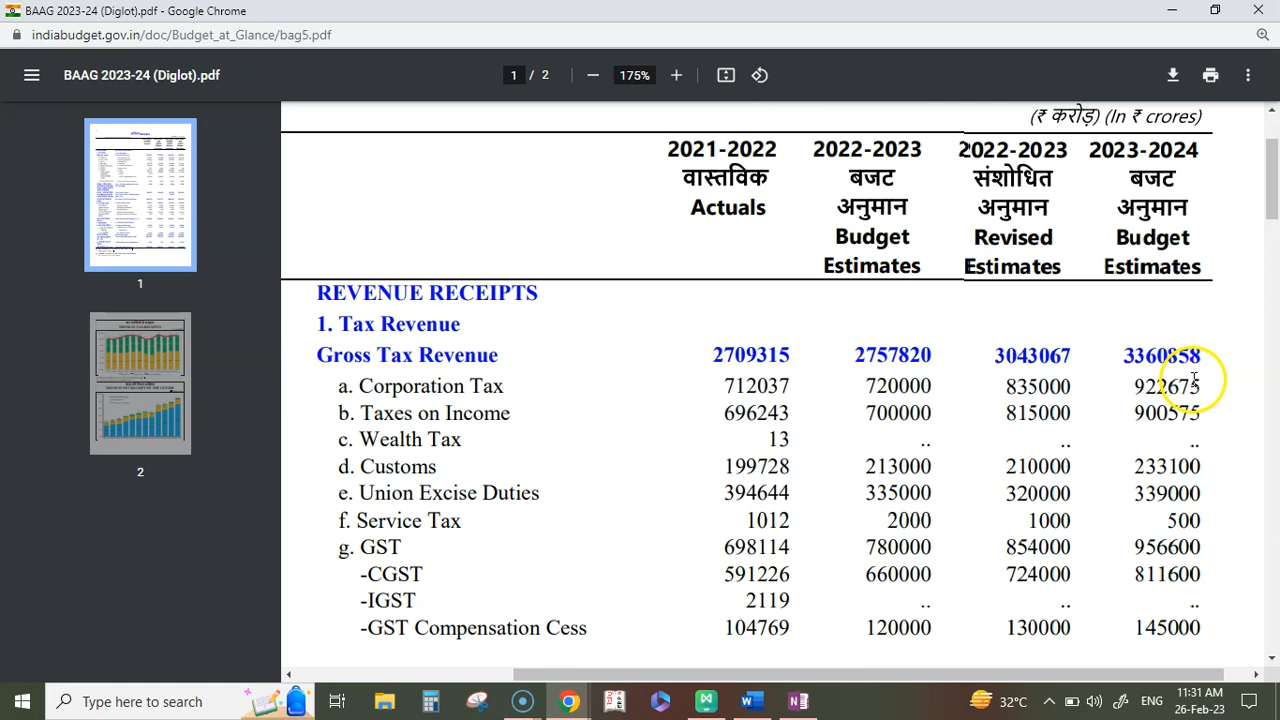 BAAG 2023-24 (Diglot).pdf - Google Chrome
indiabudget.gov.in/doc/Budget_at_Glance/bag5.pdf
BAAG 2023-24 (Diglot).pdf
1 / 2
175%
(₹ करोड़) (In ₹ crores)
2021-2022 2022-2023 2022-2023 2023-2024
वास्तविक बजट संशोधित बजट
Actuals अनुमान अनुमान अनुमान
Budget Revised Budget
Estimates Estimates Estimates
REVENUE RECEIPTS
1. Tax Revenue
Gross Tax Revenue 2709315 2757820 3043067 3360858
a. Corporation Tax 712037 720000 835000 922675
b. Taxes on Income 696243 700000 815000 900575
c. Wealth Tax 13 .. .. ..
d. Customs 199728 213000 210000 233100
e. Union Excise Duties 394644 335000 320000 339000
f. Service Tax 1012 2000 1000 500
g. GST 698114 780000 854000 956600
-CGST 591226 660000 724000 811600
-IGST 2119 .. .. ..
-GST Compensation Cess 104769 120000 130000 145000
1
2
Type here to search
32°C
ENG
11:31 AM
26-Feb-23